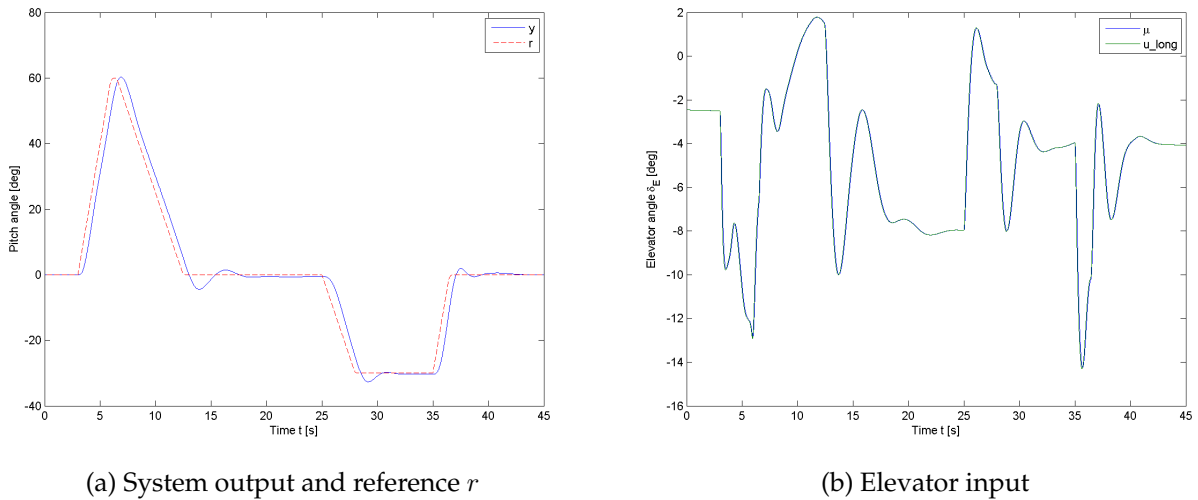 80
60
40
20
0
-20
-40
0 5 10 15 20 25 30 35 40 45
Pitch angle [deg]
Time t [s]
y
r
(a) System output and reference r
2
0
-2
-4
-6
-8
-10
-12
-14
-16
0 5 10 15 20 25 30 35 40 45
Elevator angle δ_E [deg]
Time t [s]
μ
u_long
(b) Elevator input